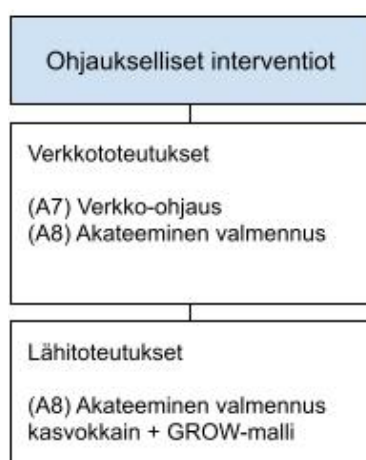 Ohjaukselliset interventiot
Verkkototeutukset
(A7) Verkko-ohjaus
(A8) Akateeminen valmennus
Lähitoteutukset
(A8) Akateeminen valmennus
kasvokkain + GROW-malli